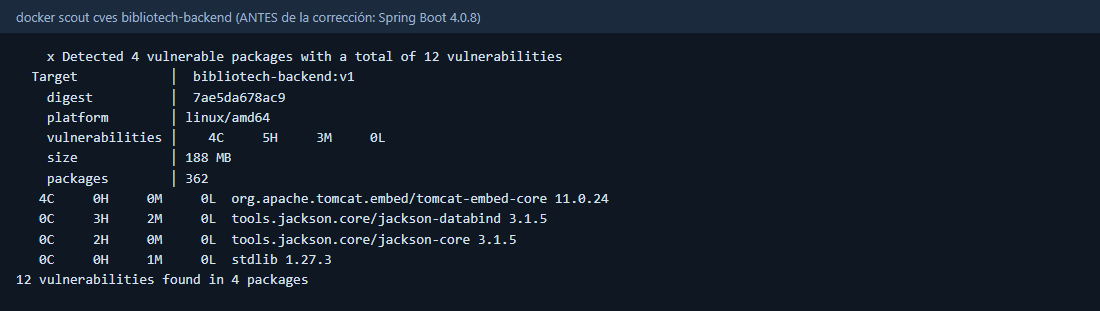 docker scout cves bibliotech-backend (ANTES de la corrección: Spring Boot 4.0.8)
x Detected 4 vulnerable packages with a total of 12 vulnerabilities
Target │ bibliotech-backend:v1
digest │ 7ae5da678ac9
platform │ linux/amd64
vulnerabilities │ 4C 5H 3M 0L
size │ 188 MB
packages │ 362
4C 0H 0M 0L org.apache.tomcat.embed/tomcat-embed-core 11.0.24
0C 3H 2M 0L tools.jackson.core/jackson-databind 3.1.5
0C 2H 0M 0L tools.jackson.core/jackson-core 3.1.5
0C 0H 1M 0L stdlib 1.27.3
12 vulnerabilities found in 4 packages